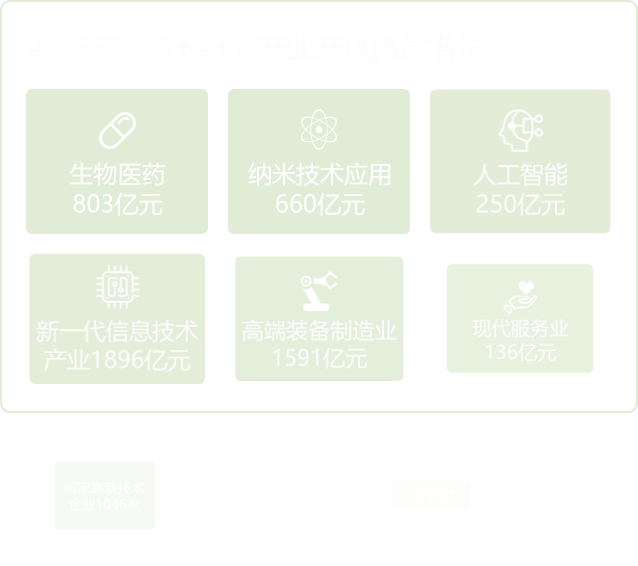 生物医药
803亿元
纳米技术应用
660亿元
人工智能
250亿元
新一代信息技术
产业1896亿元
高端装备制造业
1591亿元
现代服务业
136亿元